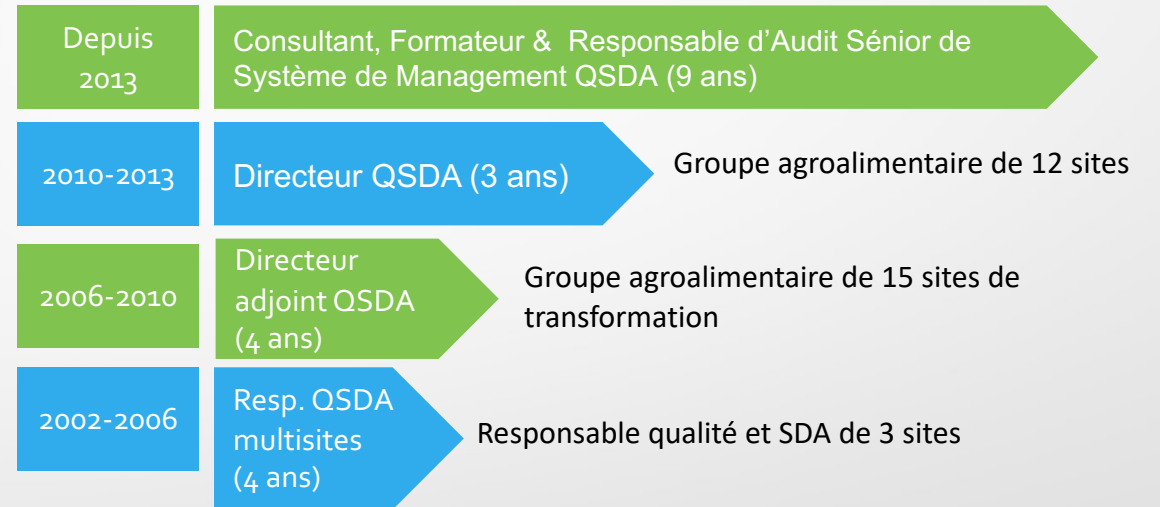 Depuis
2013
Consultant, Formateur &  Responsable d’Audit Sénior de
Système de Management QSDA (9 ans)
2010-2013
Directeur QSDA (3 ans)
Groupe agroalimentaire de 12 sites
2006-2010
Directeur
adjoint QSDA
(4 ans)
Groupe agroalimentaire de 15 sites de
transformation
2002-2006
Resp. QSDA
multisites
(4 ans)
Responsable qualité et SDA de 3 sites